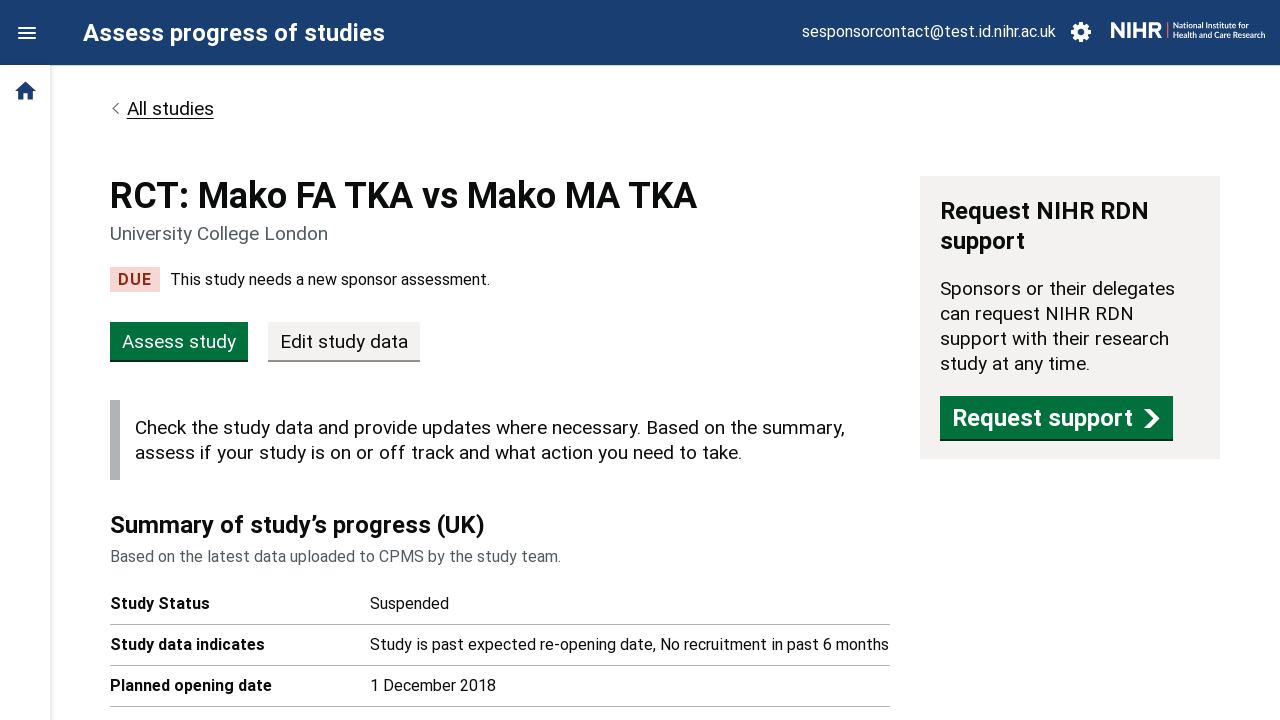 Assess progress of studies
sesponsorcontact@test.id.nihr.ac.uk
NIHR National Institute for
Health and Care Research
All studies
RCT: Mako FA TKA vs Mako MA TKA
University College London
DUE This study needs a new sponsor assessment.
Assess study
Edit study data
Check the study data and provide updates where necessary. Based on the summary,
assess if your study is on or off track and what action you need to take.
Summary of study’s progress (UK)
Based on the latest data uploaded to CPMS by the study team.
Study Status Suspended
Study data indicates Study is past expected re-opening date, No recruitment in past 6 months
Planned opening date 1 December 2018
Request NIHR RDN
support
Sponsors or their delegates
can request NIHR RDN
support with their research
study at any time.
Request support